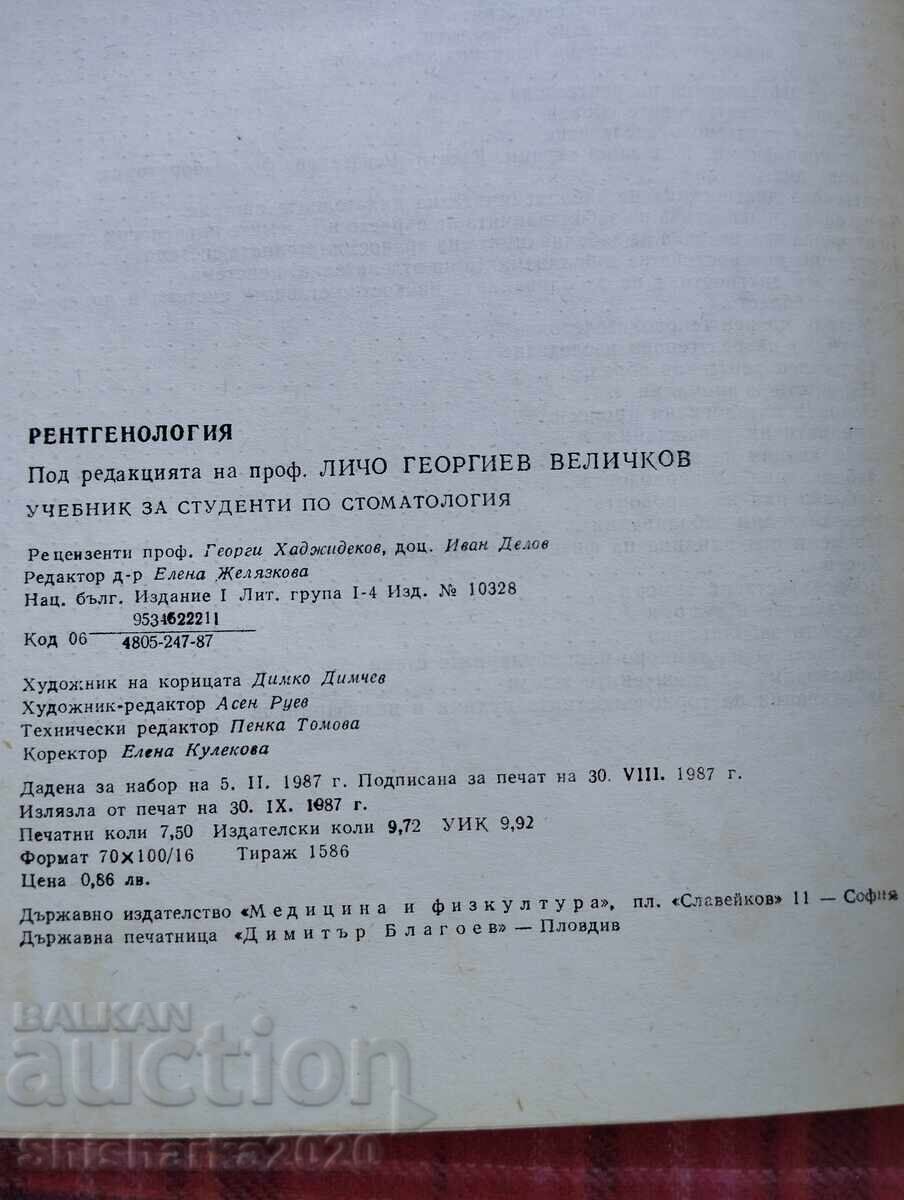 РЕНТГЕНОЛОГИЯ
Под редакцията на проф. ЛИЧО ГЕОРГИЕВ ВЕЛИЧКОВ
УЧЕБНИК ЗА СТУДЕНТИ ПО СТОМАТОЛОГИЯ
Рецензенти проф. Георги Хаджидеков, доц. Иван Делов
Редактор д-р Елена Желязкова
Нац. бълг. Издание I Лит. група I-4 Изд. № 10328
9534622211
Код 06
4805-247-87
Художник на корицата Димко Димчев
Художник-редактор Асен Руев
Технически редактор Пенка Томова
Коректор Елена Кулекова
Дадена за набор на 5. II. 1987 г. Подписана за печат на 30. VIII. 1987 г.
Излязла от печат на 30. IX. 1987 г.
Печатни коли 7,50 Издателски коли 9,72 УИК 9,92
Формат 70×100/16 Тираж 1586
Цена 0,86 лв.
Държавно издателство «Медицина и физкултура», пл. «Славейков» 11 — София
Държавна печатница «Димитър Благоев» — Пловдив
BALKAN
auction
shisharka2020